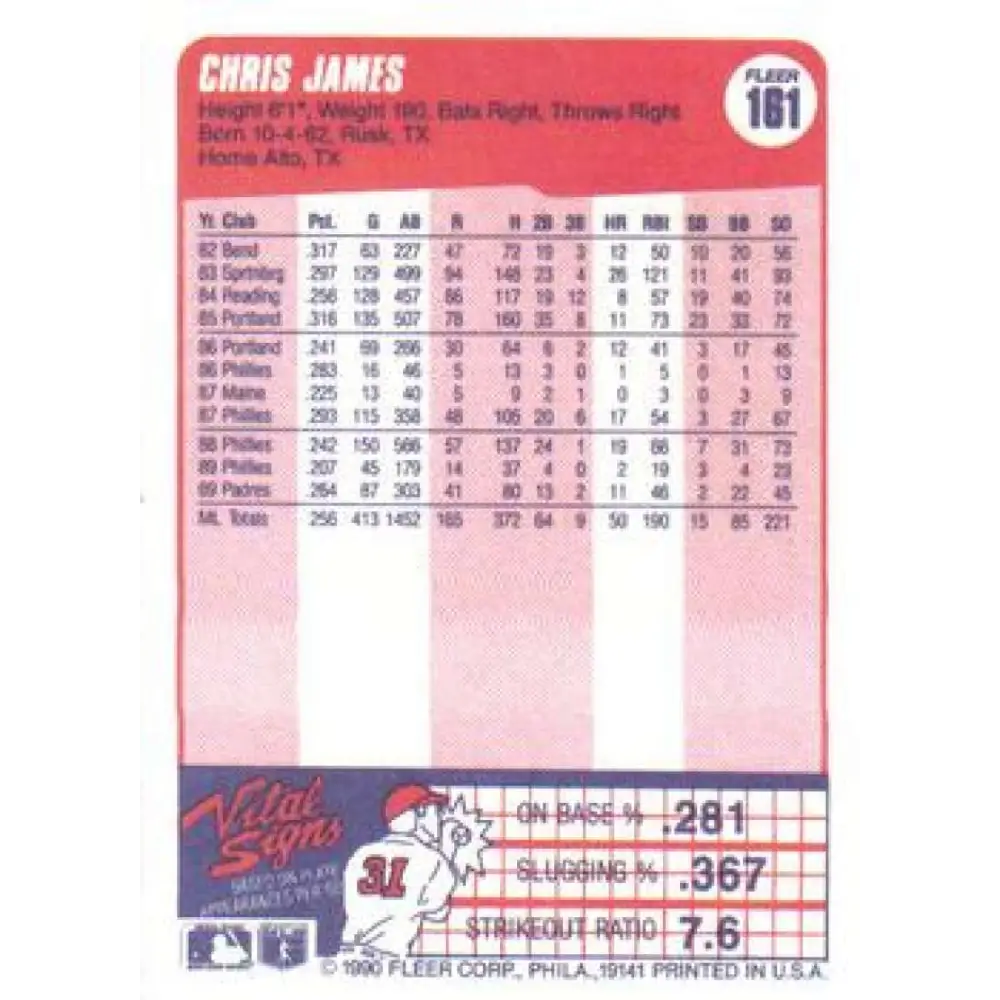 CHRIS JAMES
FLEER
161
Height 6'1", Weight 190, Bats Right, Throws Right
Born 10-4-62, Rusk, TX
Home Alto, TX
Yr. Club Pct. G AB R H 2B 3B HR RBI SB BB SO
82 Bend .317 63 227 47 72 19 3 12 50 10 20 56
83 Sprtnbrg .297 129 499 94 148 23 4 26 121 11 41 93
84 Reading .256 128 457 66 117 19 12 8 57 19 40 74
85 Portland .316 135 507 78 160 35 8 11 73 23 33 72
86 Portland .241 69 266 30 64 6 2 12 41 3 17 45
86 Phillies .283 16 46 5 13 3 0 1 5 0 1 13
87 Maine .225 13 40 5 9 2 1 0 3 0 3 9
87 Phillies .293 115 358 48 105 20 6 17 54 3 27 67
88 Phillies .242 150 566 57 137 24 1 19 66 7 31 73
89 Phillies .207 45 179 14 37 4 0 2 19 3 4 23
89 Padres .264 87 303 41 80 13 2 11 46 2 22 45
ML Totals .256 413 1452 165 372 64 9 50 190 15 85 221
Vital
Signs
BASED ON PLATE
APPEARANCES PER
31
ON BASE % .281
SLUGGING % .367
STRIKEOUT RATIO 7.6
© 1990 FLEER CORP., PHILA., 19141 PRINTED IN U.S.A.